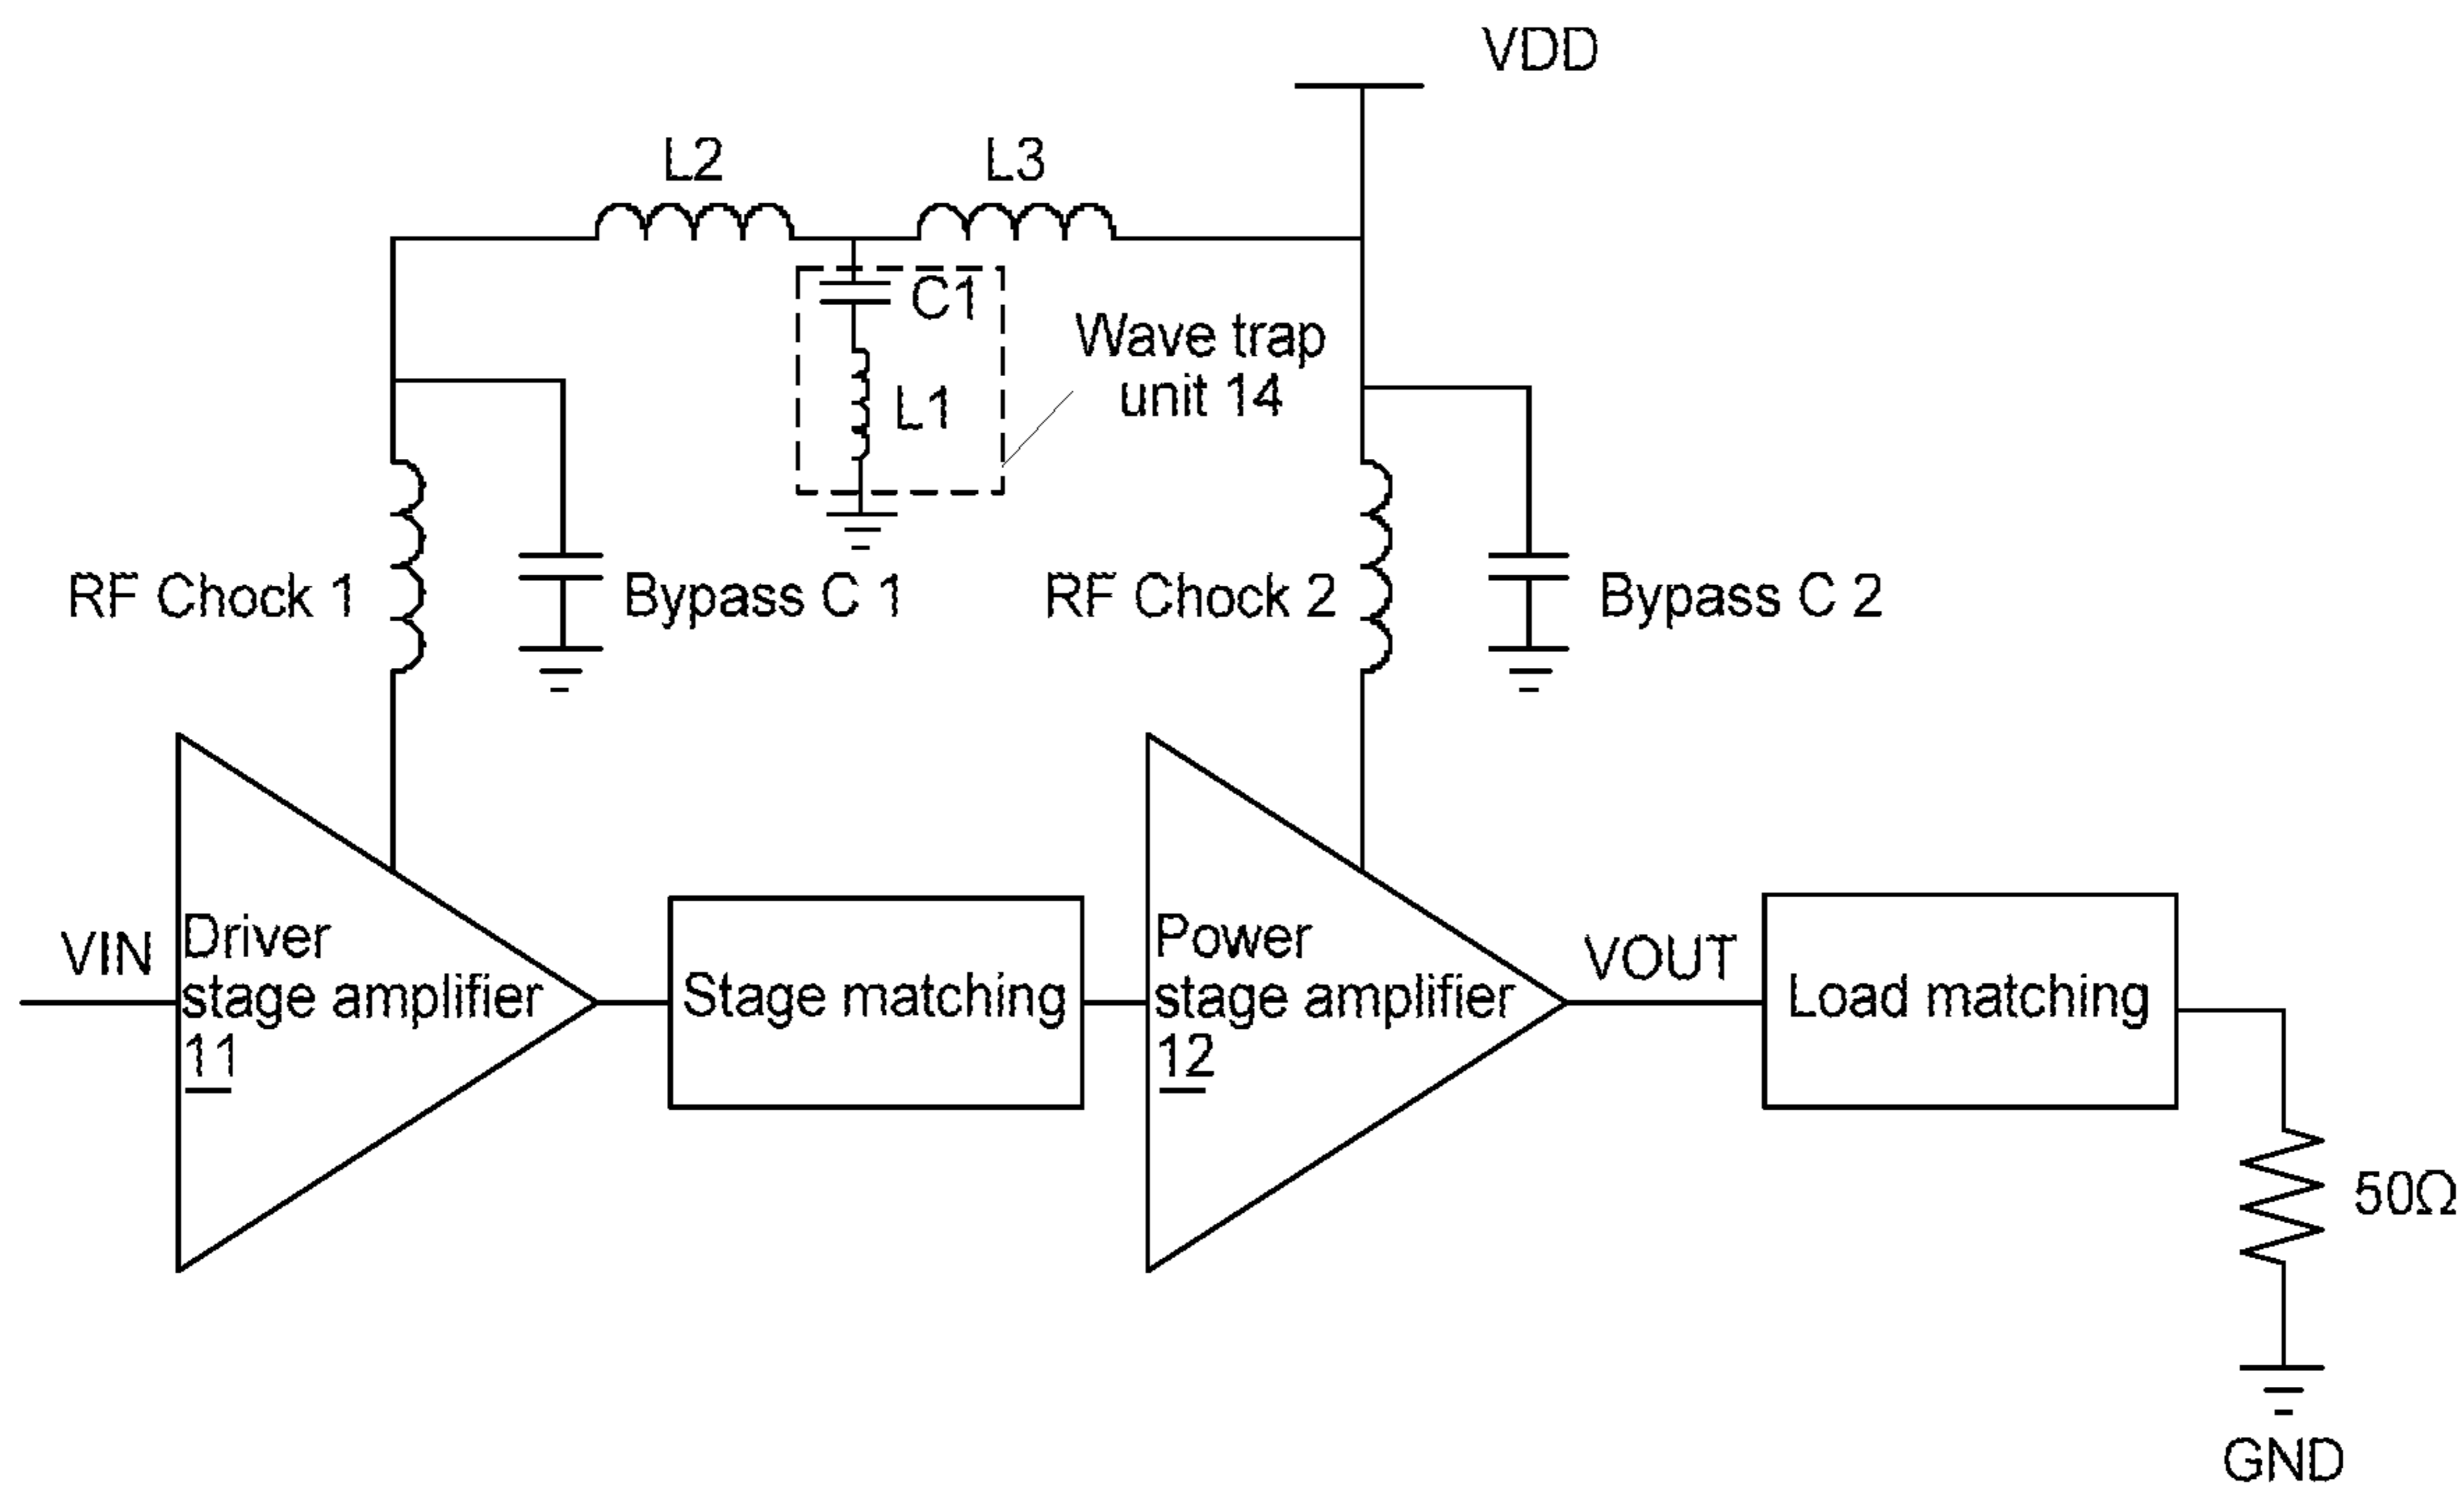 VDD
L2
L3
C1
Wave trap
unit 14
L1
RF Chock 1
Bypass C 1
RF Chock 2
Bypass C 2
VIN
Driver
stage amplifier
11
Stage matching
Power
stage amplifier
12
VOUT
Load matching
50Ω
GND